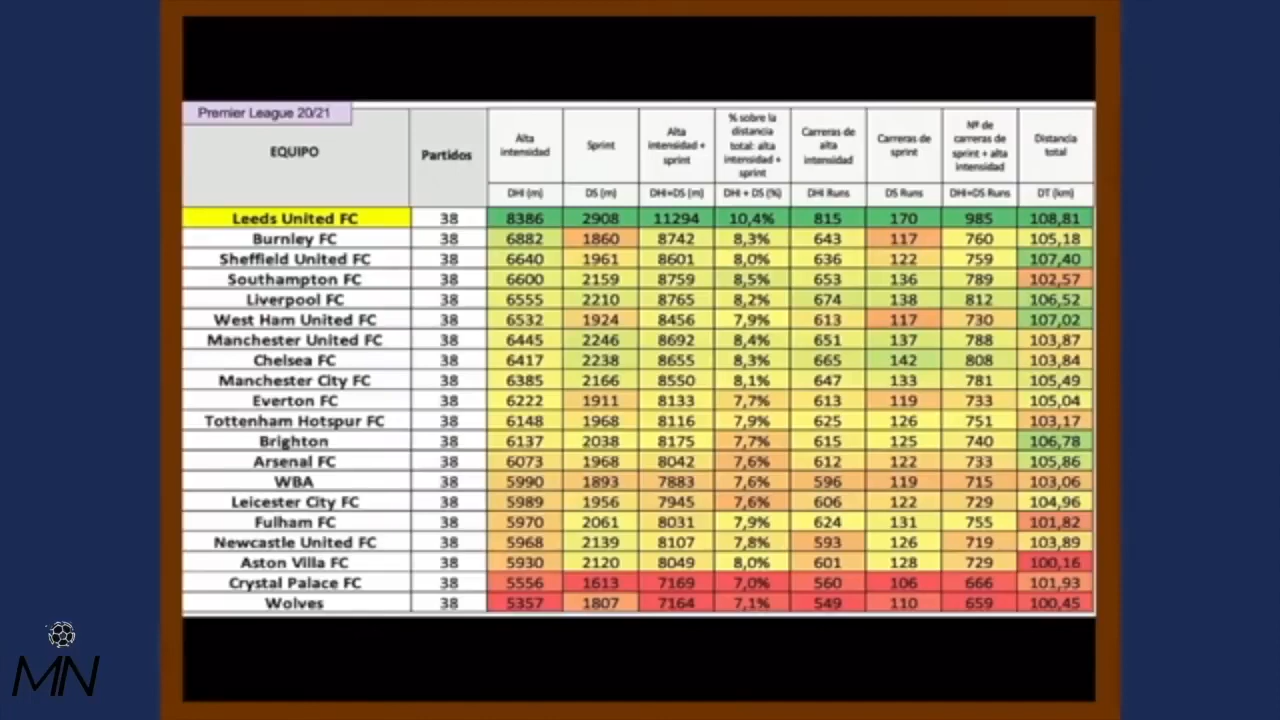 Premier League 20/21
EQUIPO Partidos Alta intensidad Sprint Alta intensidad + sprint % sobre la distancia total: alta intensidad + sprint Carreras de alta intensidad Carreras de sprint Nº de carreras de sprint + alta intensidad Distancia total
DHI (m) DS (m) DHI+DS (m) DHI + DS (%) DHI Runs DS Runs DHI+DS Runs DT (km)
Leeds United FC 38 8386 2908 11294 10,4% 815 170 985 108,81
Burnley FC 38 6882 1860 8742 8,3% 643 117 760 105,18
Sheffield United FC 38 6640 1961 8601 8,0% 636 122 759 107,40
Southampton FC 38 6600 2159 8759 8,5% 653 136 789 102,57
Liverpool FC 38 6555 2210 8765 8,2% 674 138 812 106,52
West Ham United FC 38 6532 1924 8456 7,9% 613 117 730 107,02
Manchester United FC 38 6445 2246 8692 8,4% 651 137 788 103,87
Chelsea FC 38 6417 2238 8655 8,3% 665 142 808 103,84
Manchester City FC 38 6385 2166 8550 8,1% 647 133 781 105,49
Everton FC 38 6222 1911 8133 7,7% 613 119 733 105,04
Tottenham Hotspur FC 38 6148 1968 8116 7,9% 625 126 751 103,17
Brighton 38 6137 2038 8175 7,7% 615 125 740 106,78
Arsenal FC 38 6073 1968 8042 7,6% 612 122 733 105,86
WBA 38 5990 1893 7883 7,6% 596 119 715 103,06
Leicester City FC 38 5989 1956 7945 7,6% 606 122 729 104,96
Fulham FC 38 5970 2061 8031 7,9% 624 131 755 101,82
Newcastle United FC 38 5968 2139 8107 7,8% 593 126 719 103,89
Aston Villa FC 38 5930 2120 8049 8,0% 601 128 729 100,16
Crystal Palace FC 38 5556 1613 7169 7,0% 560 106 666 101,93
Wolves 38 5357 1807 7164 7,1% 549 110 659 100,45
MN